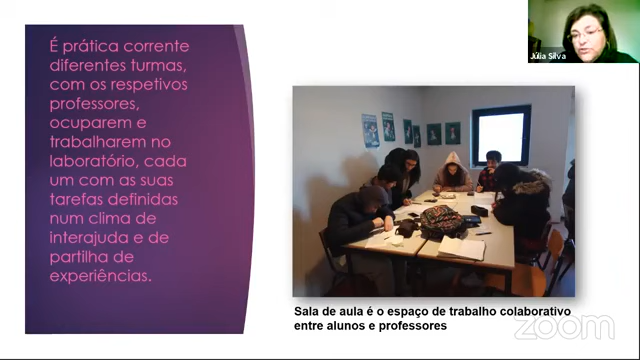 É prática corrente
diferentes turmas,
com os respetivos
professores,
ocuparem e
trabalharem no
laboratório, cada
um com as suas
tarefas definidas
num clima de
interajuda e de
partilha de
experiências.
Júlia Silva
Sala de aula é o espaço de trabalho colaborativo
entre alunos e professores
zoom